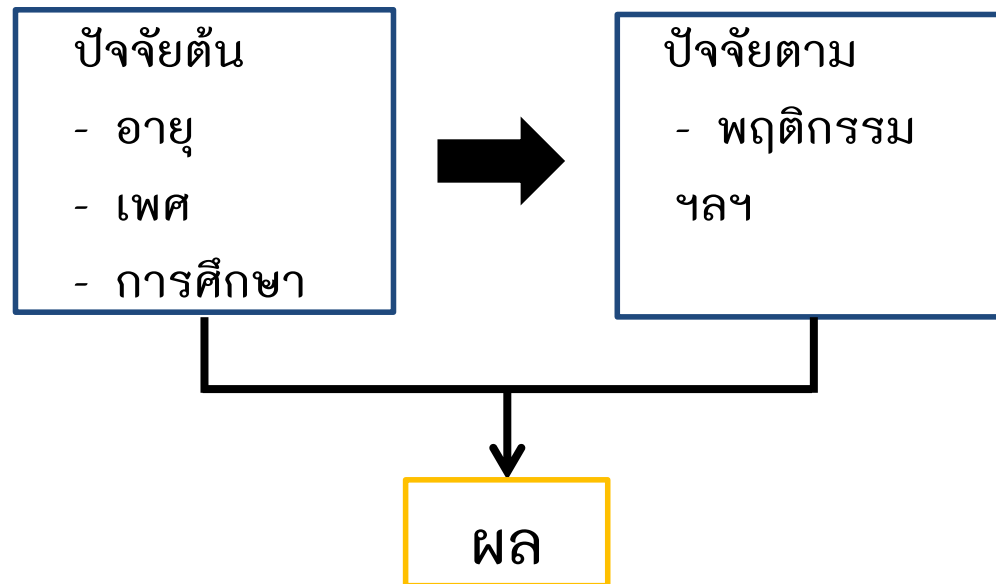 ปัจจัยต้น
- อายุ
- เพศ
- การศึกษา
ปัจจัยตาม
- พฤติกรรม
ฯลฯ
ผล